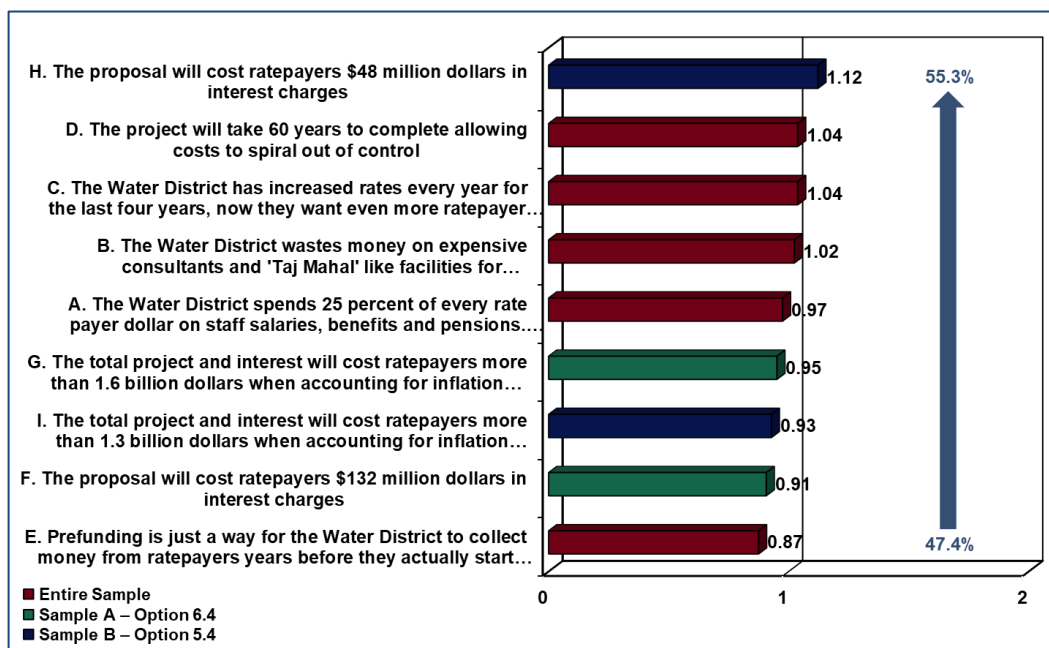 H. The proposal will cost ratepayers $48 million dollars in
interest charges
1.12
55.3%
D. The project will take 60 years to complete allowing
costs to spiral out of control
1.04
C. The Water District has increased rates every year for
the last four years, now they want even more ratepayer…
1.04
B. The Water District wastes money on expensive
consultants and 'Taj Mahal' like facilities for…
1.02
A. The Water District spends 25 percent of every rate
payer dollar on staff salaries, benefits and pensions.…
0.97
G. The total project and interest will cost ratepayers more
than 1.6 billion dollars when accounting for inflation…
0.95
I. The total project and interest will cost ratepayers more
than 1.3 billion dollars when accounting for inflation…
0.93
F. The proposal will cost ratepayers $132 million dollars in
interest charges
0.91
E. Prefunding is just a way for the Water District to collect
money from ratepayers years before they actually start…
0.87
47.4%
0 1 2
Entire Sample
Sample A – Option 6.4
Sample B – Option 5.4